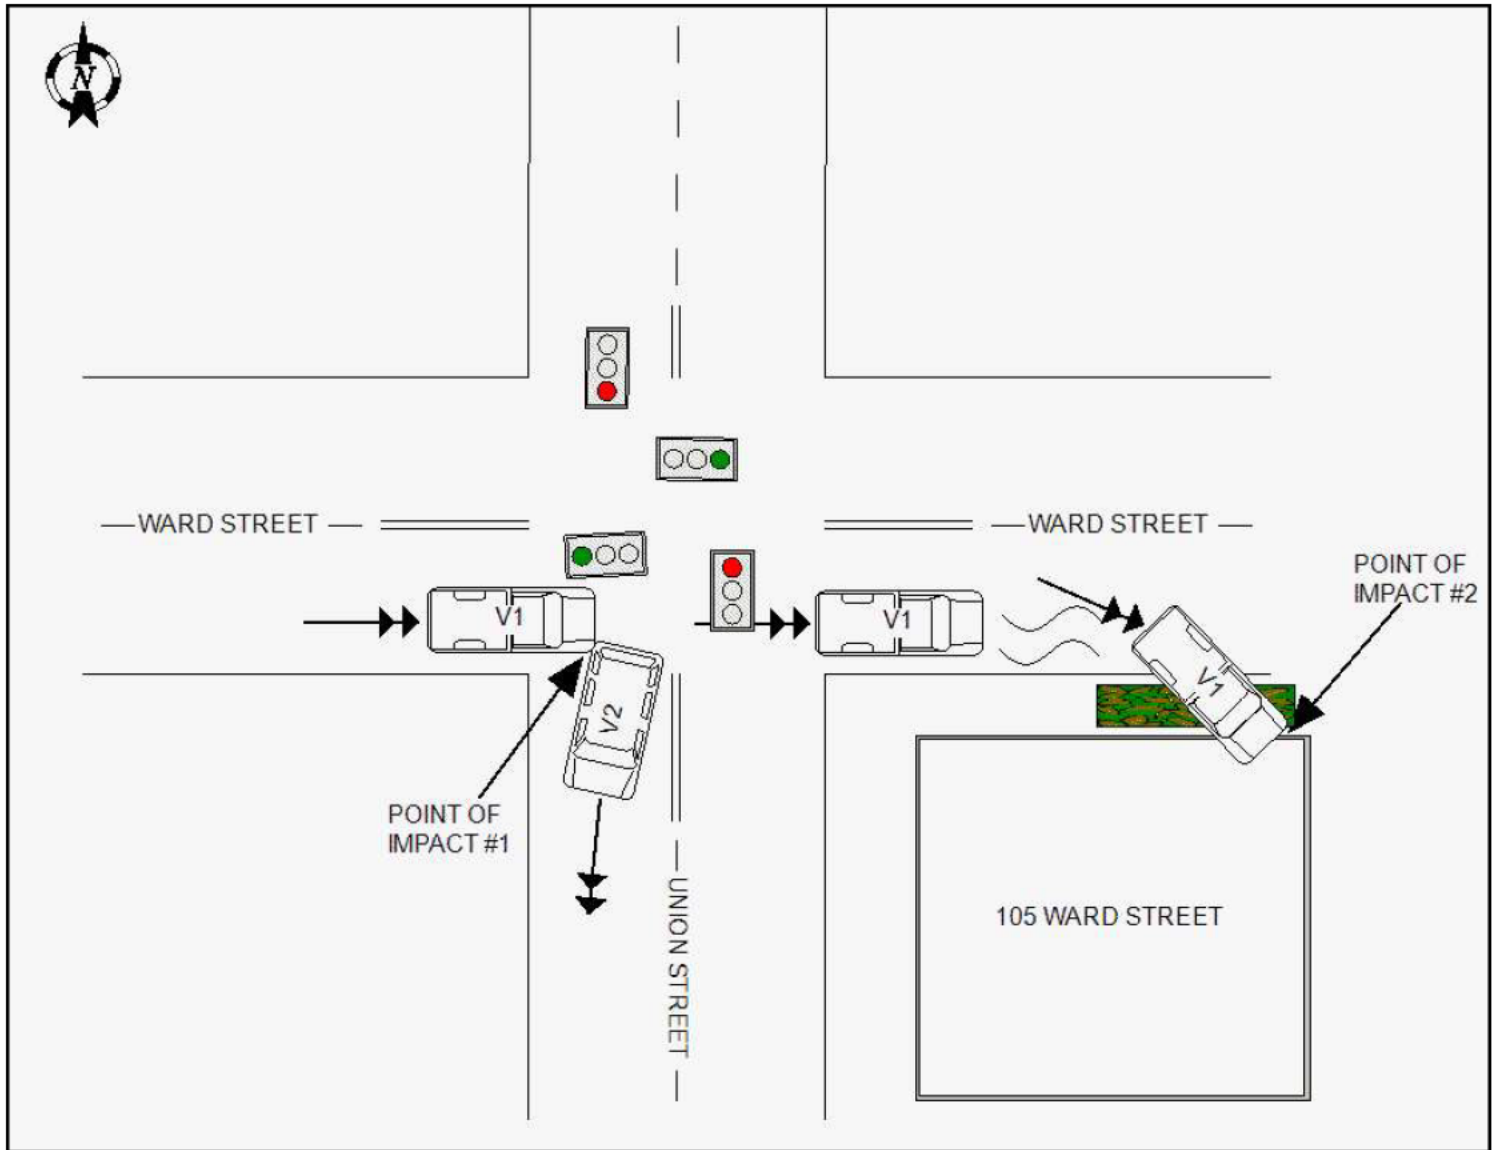 N
WARD STREET
WARD STREET
POINT OF
IMPACT #2
V1
V1
V1
V2
POINT OF
IMPACT #1
UNION STREET
105 WARD STREET